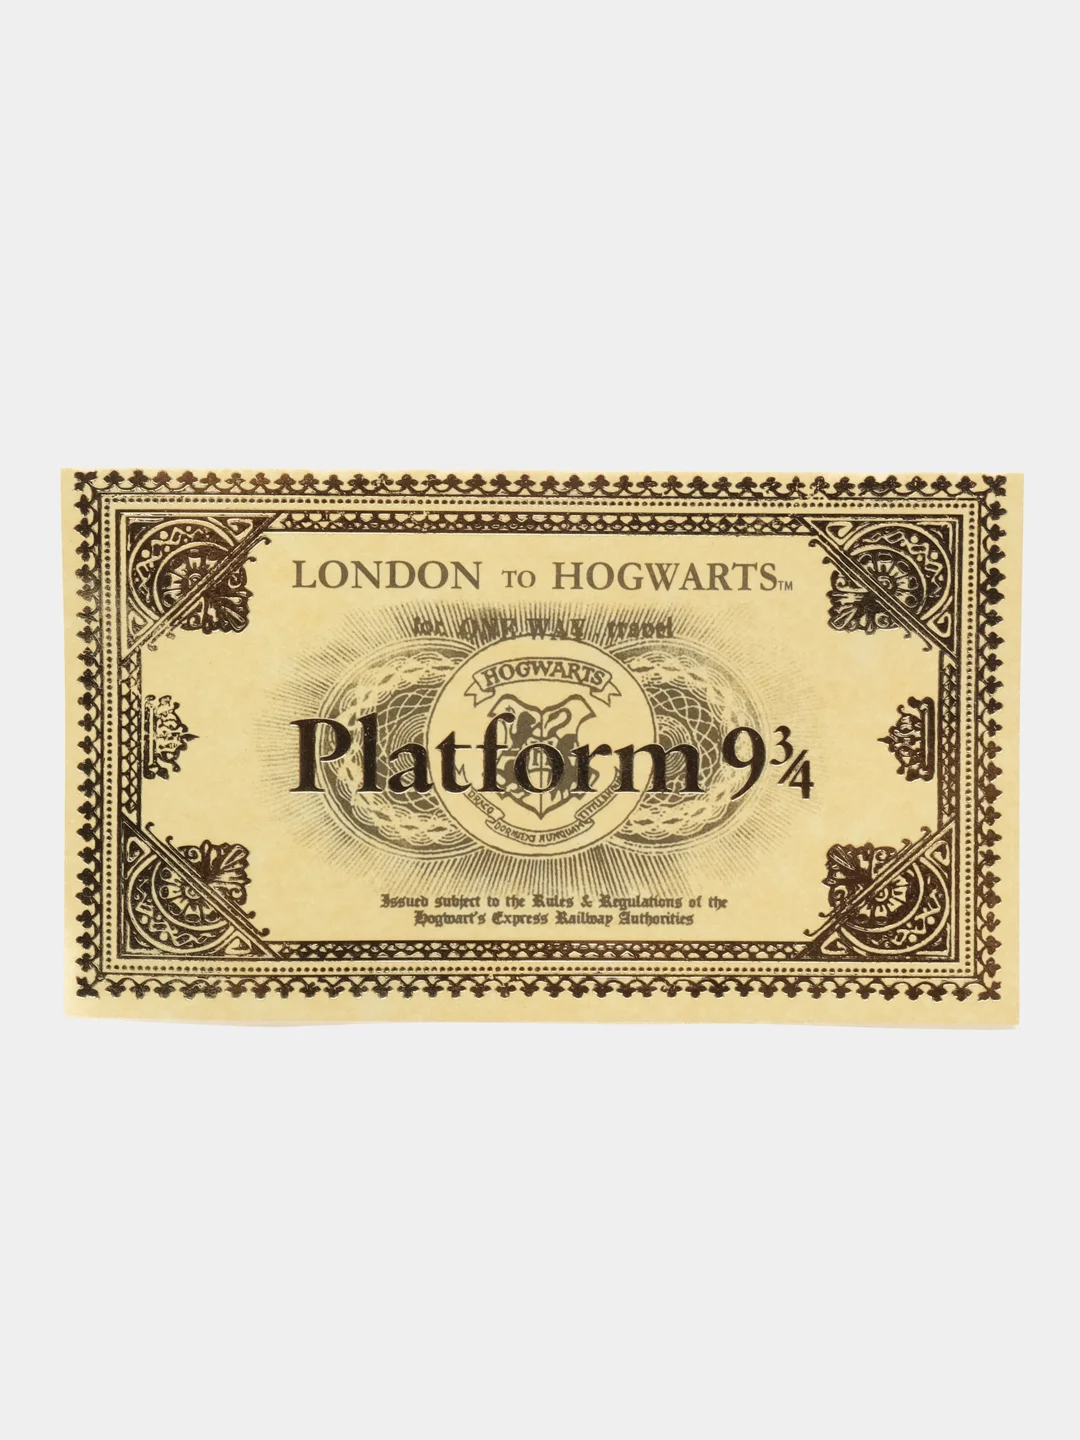 LONDON TO HOGWARTS™
for ONE WAY travel
HOGWARTS
Platform 9¾
DRACO DORMIENS NUNQUAM TITILLANDUS
Issued subject to the Rules & Regulations of the
Hogwart's Express Railway Authorities